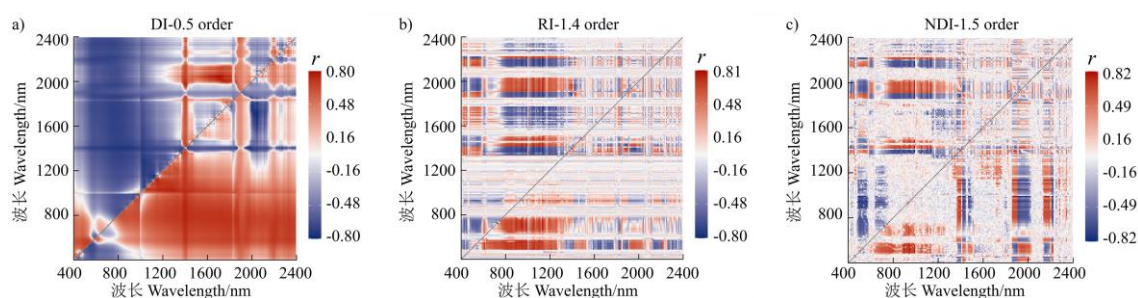 a) DI-0.5 order
2400
2000
1600
1200
800
400 800 1200 1600 2000 2400
波长 Wavelength/nm
波长 Wavelength/nm
r
0.80
0.48
0.16
-0.16
-0.48
-0.80
b) RI-1.4 order
2400
2000
1600
1200
800
400 800 1200 1600 2000 2400
波长 Wavelength/nm
波长 Wavelength/nm
r
0.81
0.48
0.16
-0.16
-0.48
-0.80
c) NDI-1.5 order
2400
2000
1600
1200
800
400 800 1200 1600 2000 2400
波长 Wavelength/nm
波长 Wavelength/nm
r
0.82
0.49
0.16
-0.16
-0.49
-0.82